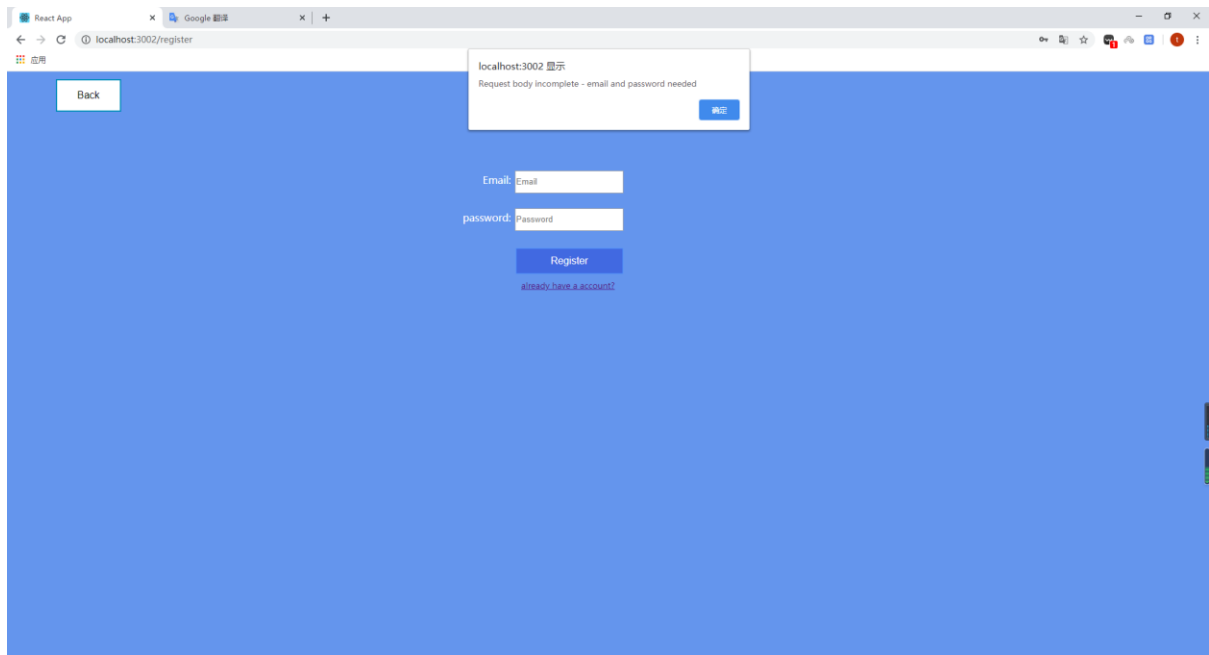 React App
Google 翻译
localhost:3002/register
应用
localhost:3002 显示
Request body incomplete - email and password needed
确定
Back
Email:
Email
password:
Password
Register
already have a account?